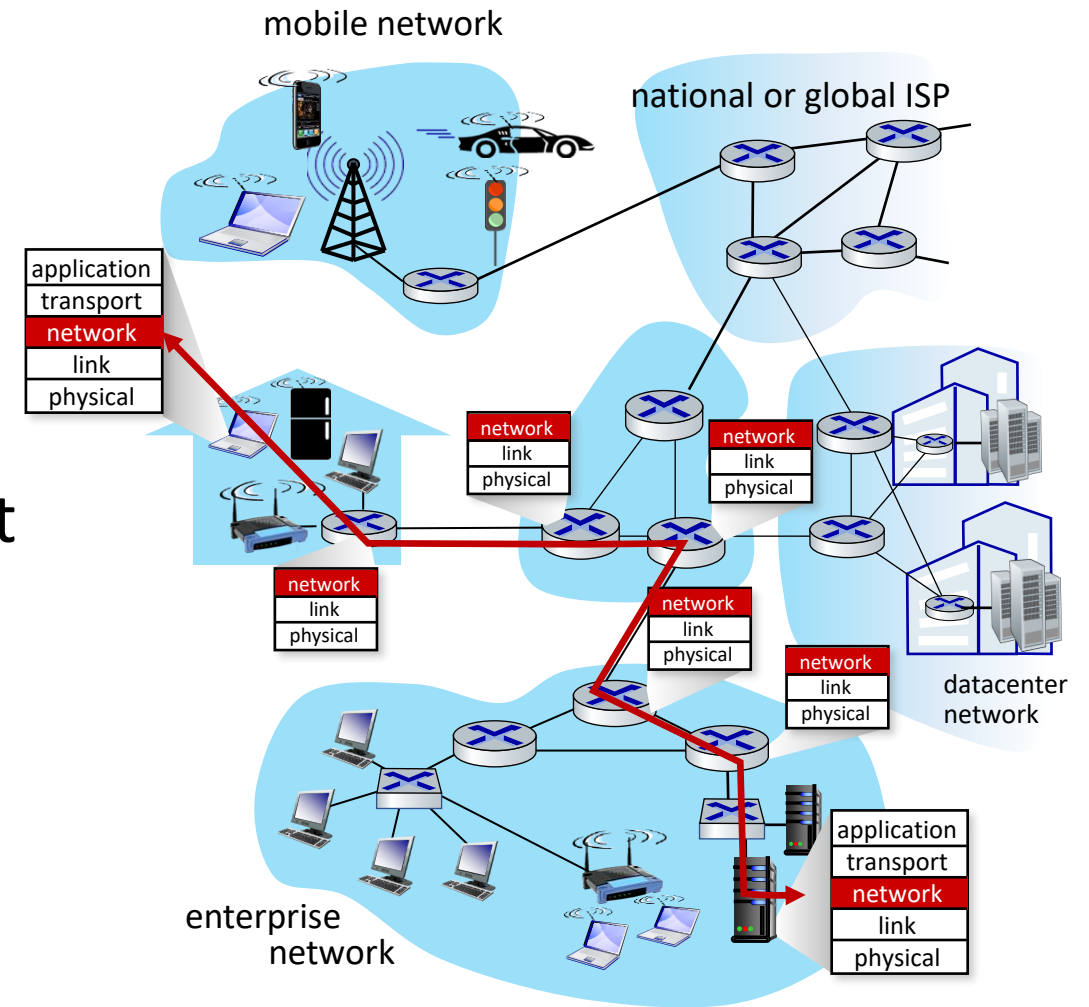 mobile network
national or global ISP
application
transport
network
link
physical
network
link
physical
network
link
physical
t
network
link
physical
network
link
physical
network
link
physical
datacenter
network
application
transport
network
link
physical
enterprise
network